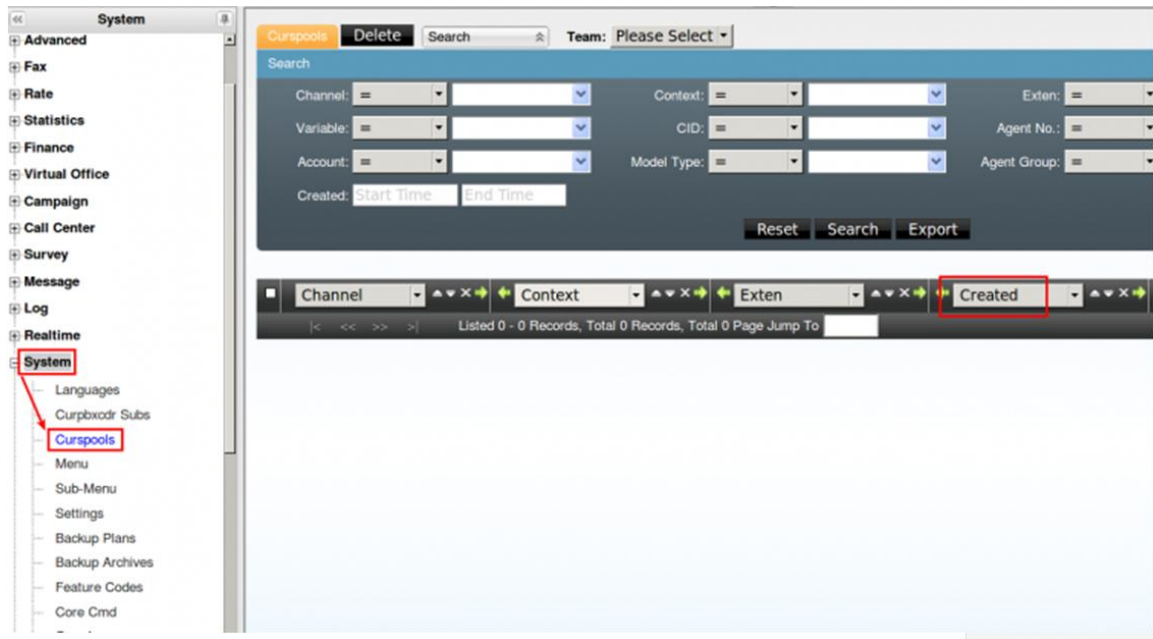 System
Advanced
Fax
Rate
Statistics
Finance
Virtual Office
Campaign
Call Center
Survey
Message
Log
Realtime
System
Languages
Curpbxcdr Subs
Curspools
Menu
Sub-Menu
Settings
Backup Plans
Backup Archives
Feature Codes
Core Cmd
Curspools Delete Search Team: Please Select
Search
Channel: = Context: = Exten: =
Variable: = CID: = Agent No.: =
Account: = Model Type: = Agent Group: =
Created: Start Time End Time
Reset Search Export
Channel Context Exten Created
|< << >> >| Listed 0 - 0 Records, Total 0 Records, Total 0 Page Jump To